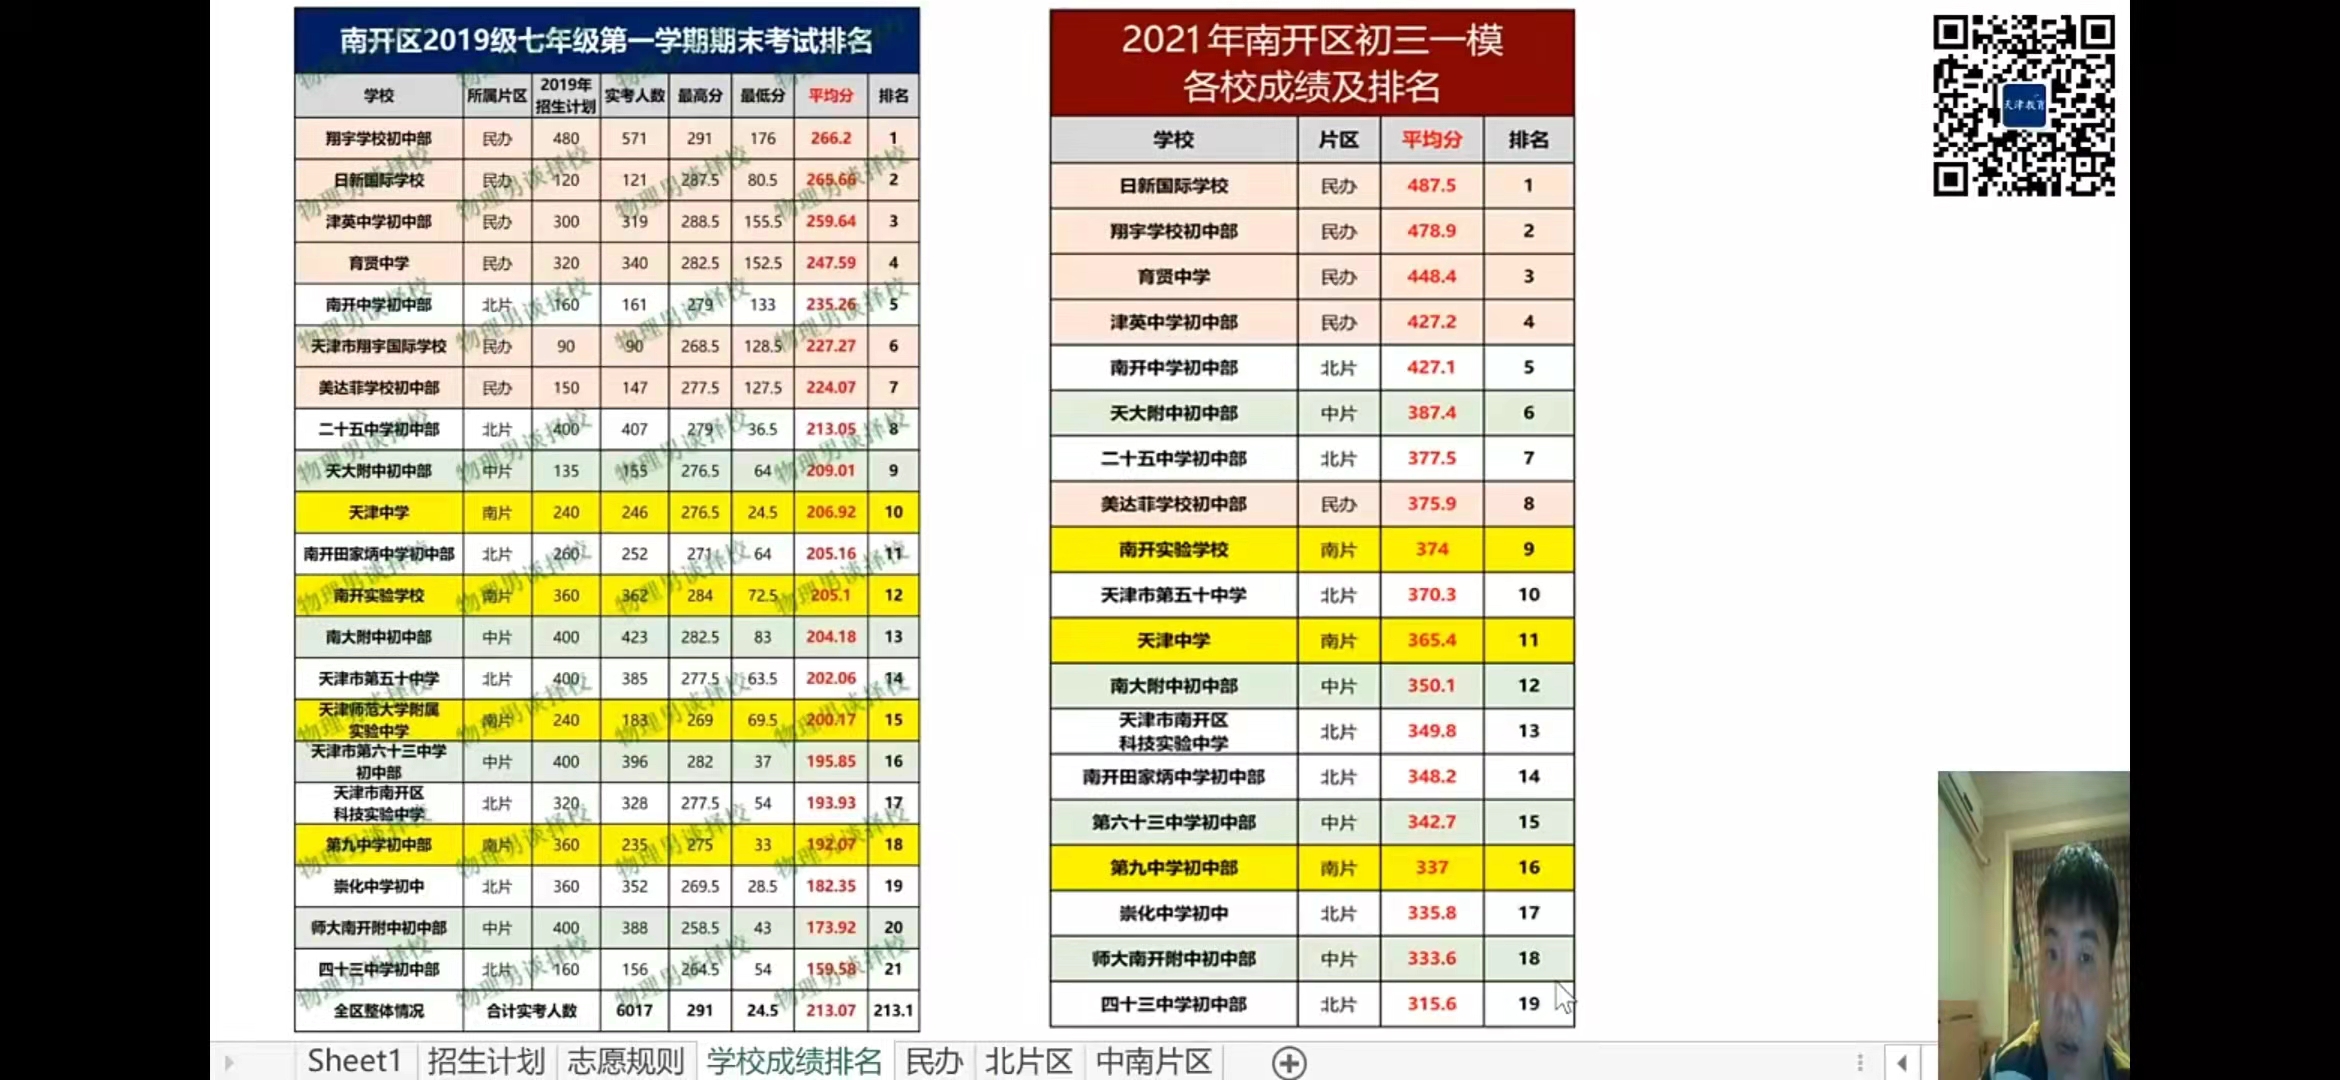 南开区2019级七年级第一学期期末考试排名
学校 所属片区 2019年招生计划 实考人数 最高分 最低分 平均分 排名
翔宇学校初中部 民办 480 571 291 176 266.2 1
日新国际学校 民办 120 121 287.5 80.5 265.66 2
津英中学初中部 民办 300 319 288.5 155.5 259.64 3
育贤中学 民办 320 340 282.5 152.5 247.59 4
南开中学初中部 北片 160 161 279 133 235.26 5
天津市翔宇国际学校 民办 90 90 268.5 128.5 227.27 6
美达菲学校初中部 民办 150 147 277.5 127.5 224.07 7
二十五中学初中部 北片 400 407 279 36.5 213.05 8
天大附中初中部 中片 135 155 276.5 64 209.01 9
天津中学 南片 240 246 276.5 24.5 206.92 10
南开田家炳中学初中部 北片 260 252 271 64 205.16 11
南开实验学校 南片 360 362 284 72.5 205.1 12
南大附中初中部 中片 400 423 282.5 83 204.18 13
天津市第五十中学 北片 400 385 277.5 63.5 202.06 14
天津师范大学附属实验中学 南片 240 183 269 69.5 200.17 15
天津市第六十三中学初中部 中片 400 396 282 37 195.85 16
天津市南开区科技实验中学 北片 320 328 277.5 54 193.93 17
第九中学初中部 南片 360 235 275 33 192.07 18
崇化中学初中 北片 360 352 269.5 28.5 182.35 19
师大南开附中初中部 中片 400 388 258.5 43 173.92 20
四十三中学初中部 北片 160 156 264.5 54 159.58 21
全区整体情况 合计实考人数 6017 291 24.5 213.07 213.1
物理男谈择校
2021年南开区初三一模
各校成绩及排名
学校 片区 平均分 排名
日新国际学校 民办 487.5 1
翔宇学校初中部 民办 478.9 2
育贤中学 民办 448.4 3
津英中学初中部 民办 427.2 4
南开中学初中部 北片 427.1 5
天大附中初中部 中片 387.4 6
二十五中学初中部 北片 377.5 7
美达菲学校初中部 民办 375.9 8
南开实验学校 南片 374 9
天津市第五十中学 北片 370.3 10
天津中学 南片 365.4 11
南大附中初中部 中片 350.1 12
天津市南开区科技实验中学 北片 349.8 13
南开田家炳中学初中部 北片 348.2 14
第六十三中学初中部 中片 342.7 15
第九中学初中部 南片 337 16
崇化中学初中 北片 335.8 17
师大南开附中初中部 中片 333.6 18
四十三中学初中部 北片 315.6 19
天津教育
Sheet1 招生计划 志愿规则 学校成绩排名 民办 北片区 中南片区